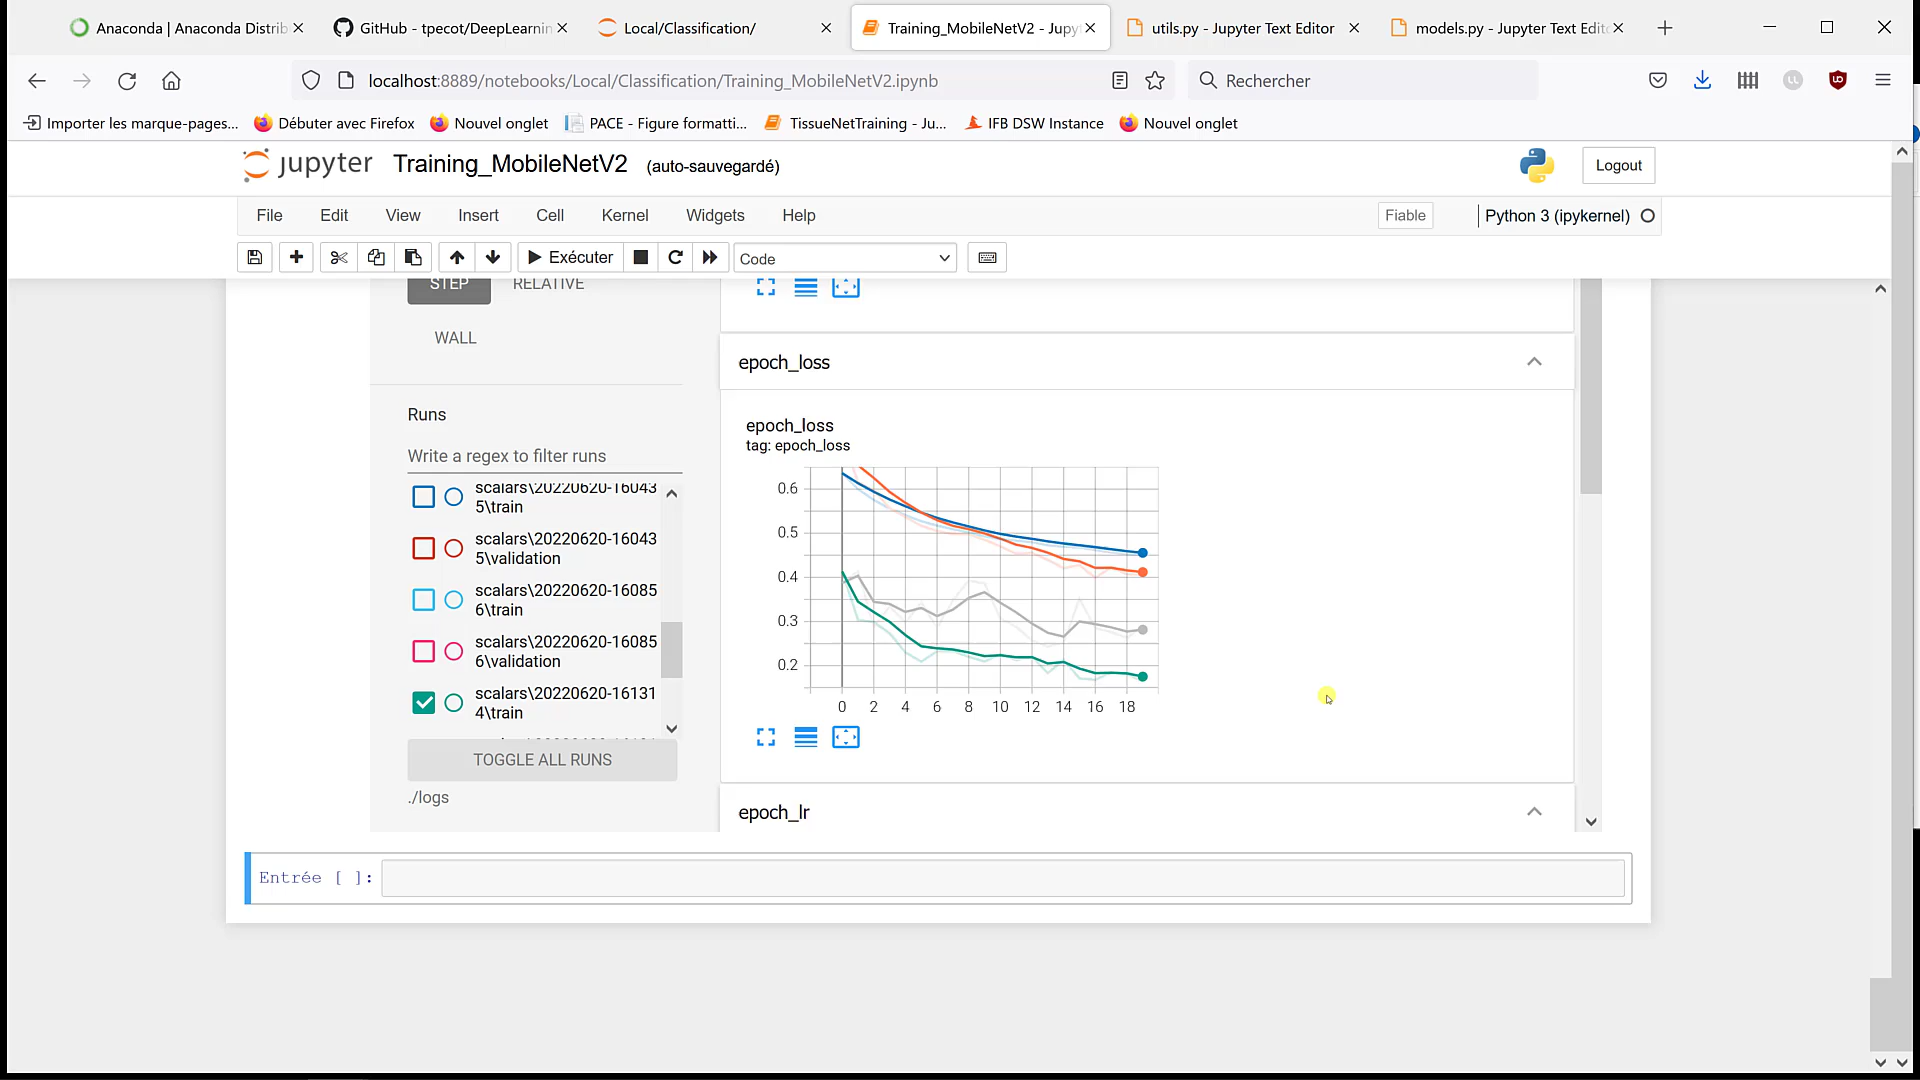 Anaconda | Anaconda Distrib
GitHub - tpecot/DeepLearnin
Local/Classification/
Training_MobileNetV2 - Jupy
utils.py - Jupyter Text Editor
models.py - Jupyter Text Edito
localhost:8889/notebooks/Local/Classification/Training_MobileNetV2.ipynb
Rechercher
Importer les marque-pages...
Débuter avec Firefox
Nouvel onglet
PACE - Figure formatti...
TissueNetTraining - Ju...
IFB DSW Instance
Nouvel onglet
jupyter Training_MobileNetV2 (auto-sauvegardé)
Logout
File Edit View Insert Cell Kernel Widgets Help
Fiable
Python 3 (ipykernel)
Exécuter
Code
STEP RELATIVE
WALL
Runs
Write a regex to filter runs
scalars\20220620-16043
5\train
scalars\20220620-16043
5\validation
scalars\20220620-16085
6\train
scalars\20220620-16085
6\validation
scalars\20220620-16131
4\train
TOGGLE ALL RUNS
./logs
epoch_loss
epoch_loss
tag: epoch_loss
0.6
0.5
0.4
0.3
0.2
0 2 4 6 8 10 12 14 16 18
epoch_lr
Entrée [ ]: